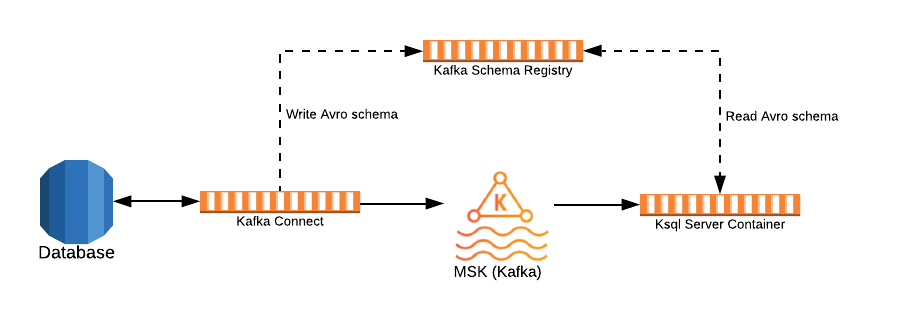 Kafka Schema Registry
Write Avro schema
Read Avro schema
K
Kafka Connect
Ksql Server Container
Database
MSK (Kafka)